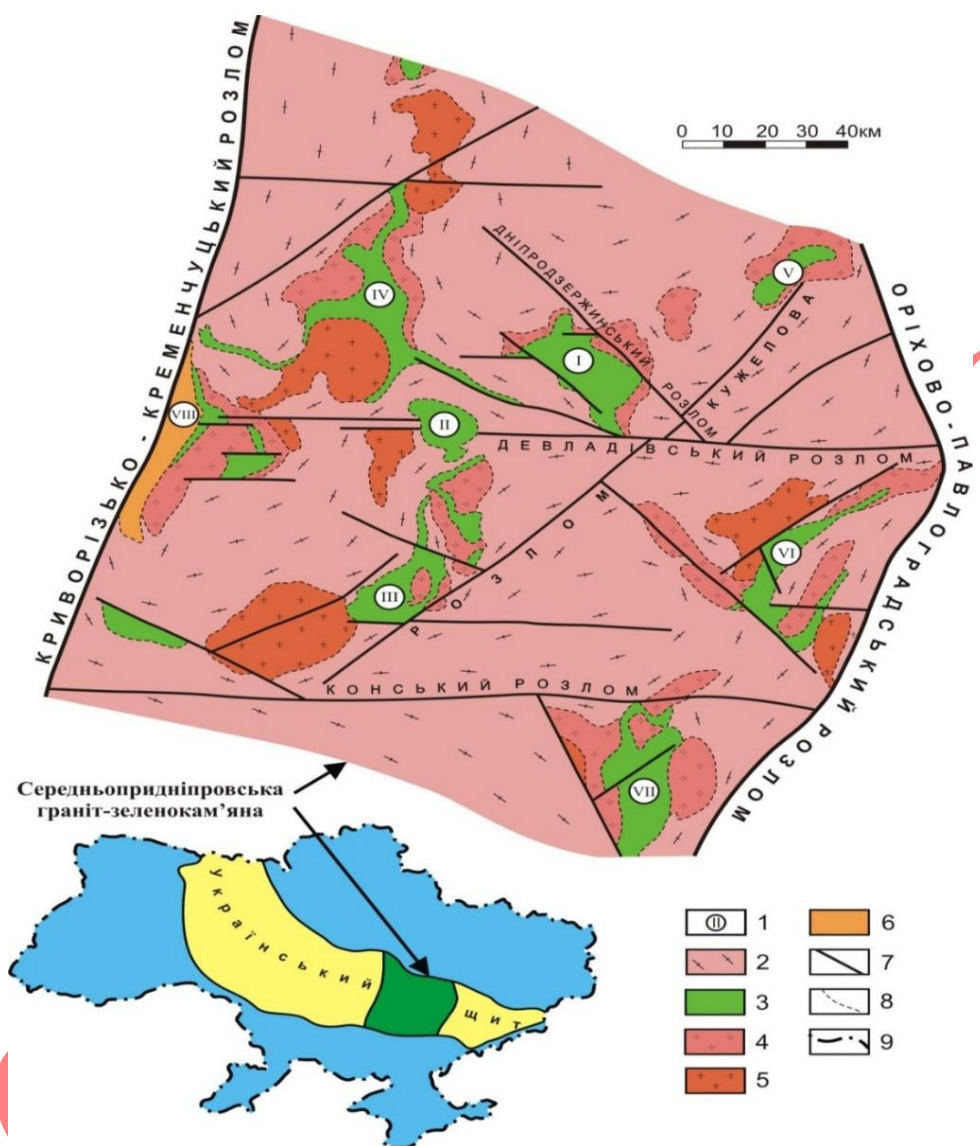 КРИВОРІЗЬКО - КРЕМЕНЧУЦЬКИЙ РОЗЛОМ
0 10 20 30 40км
ДНІПРОДЗЕРЖИНСЬКИЙ РОЗЛОМ
V
ОРІХОВО-ПАВЛОГРАДСЬКИЙ РОЗЛОМ
IV
КУЖЕЛОВА РОЗЛОМ
I
VIII
II
ДЕВЛАДІВСЬКИЙ РОЗЛОМ
VI
III
КОНСЬКИЙ РОЗЛОМ
VII
Середньопридніпровська
граніт-зеленокам’яна
Український щит
II 1
2
3
4
5
6
7
8
9